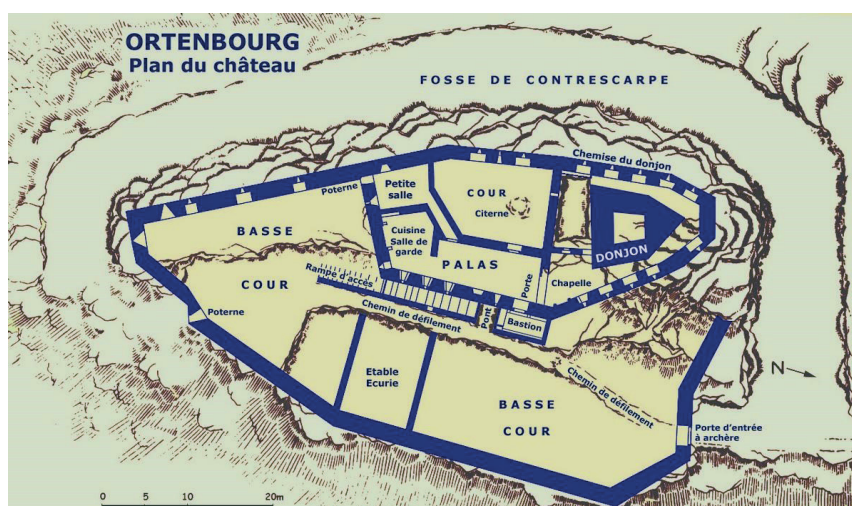 ORTENBOURG
Plan du château
FOSSE DE CONTRESCARPE
Chemise du donjon
Poterne
Petite
salle
COUR
Citerne
BASSE
Cuisine
Salle de
garde
DONJON
PALAS
COUR
Rampe d'accès
Porte
Chapelle
Poterne
Chemin de défilement
Pont
Bastion
N
Etable
Ecurie
Chemin de défilement
BASSE
COUR
Porte d'entrée
à archère
0 5 10 20m